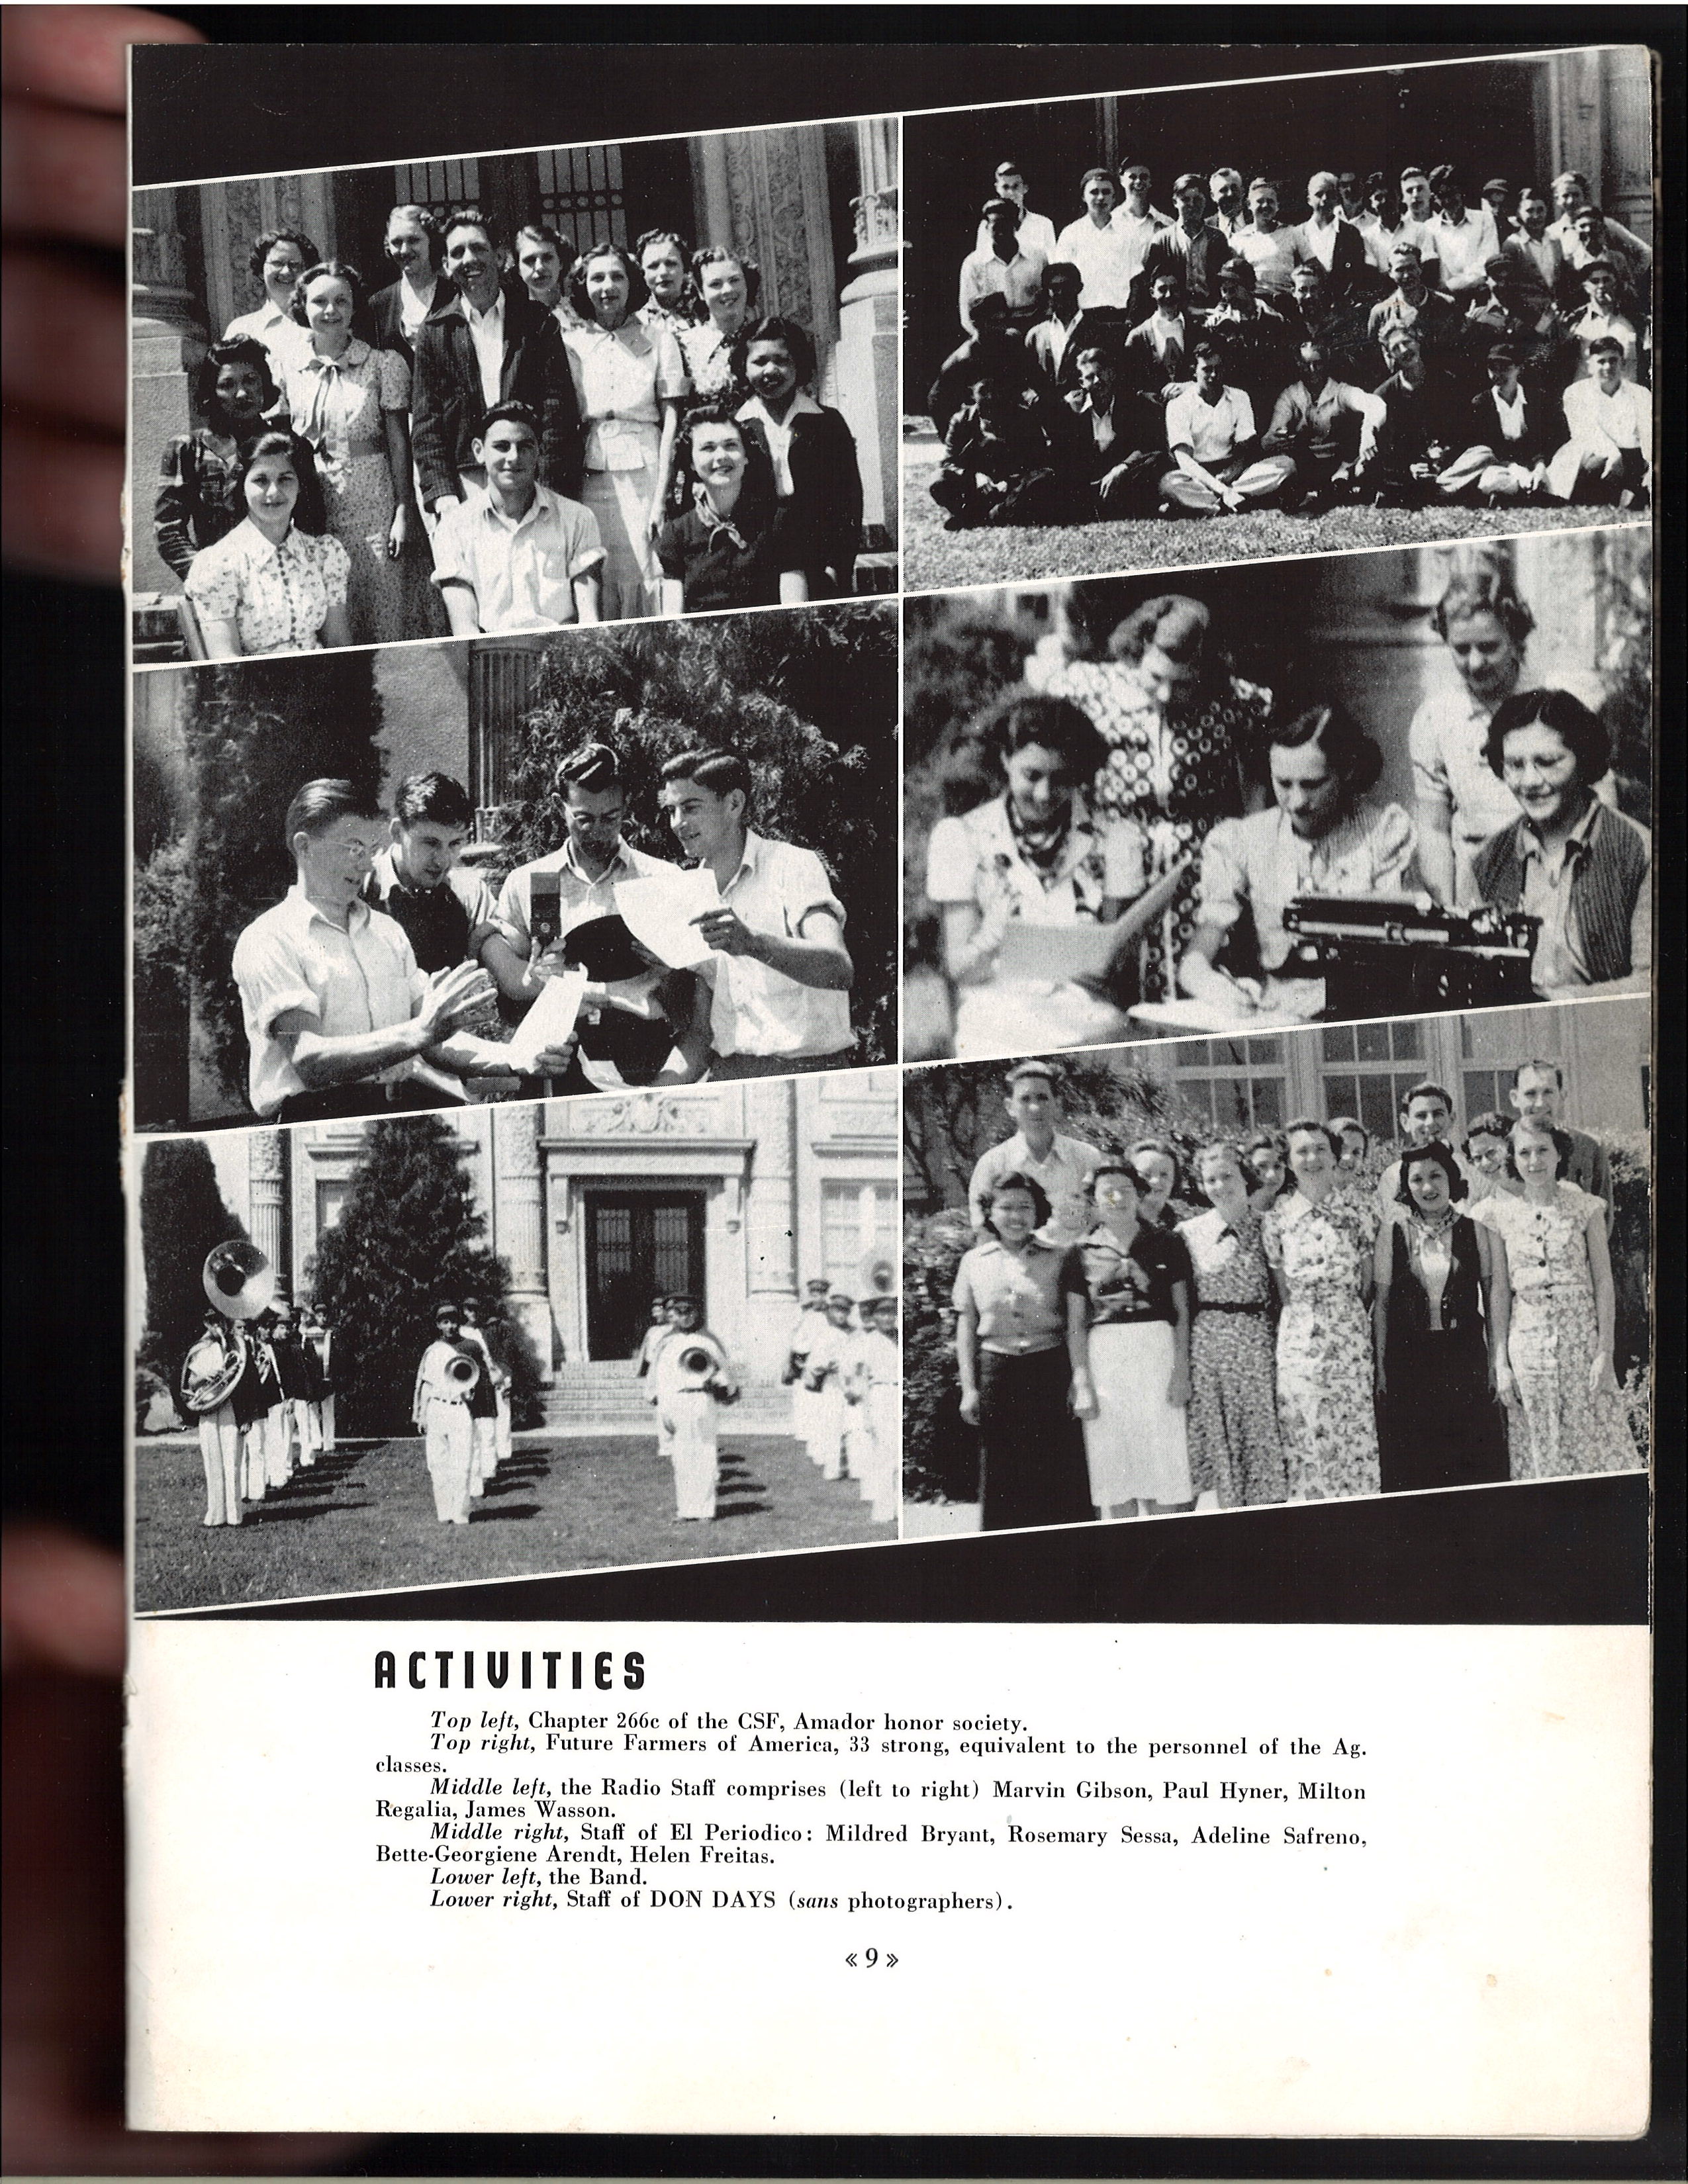 ACTIVITIES
Top left, Chapter 266c of the CSF, Amador honor society.
Top right, Future Farmers of America, 33 strong, equivalent to the personnel of the Ag.
classes.
Middle left, the Radio Staff comprises (left to right) Marvin Gibson, Paul Hyner, Milton
Regalia, James Wasson.
Middle right, Staff of El Periodico: Mildred Bryant, Rosemary Sessa, Adeline Safreno,
Bette-Georgiene Arendt, Helen Freitas.
Lower left, the Band.
Lower right, Staff of DON DAYS (sans photographers).
« 9 »